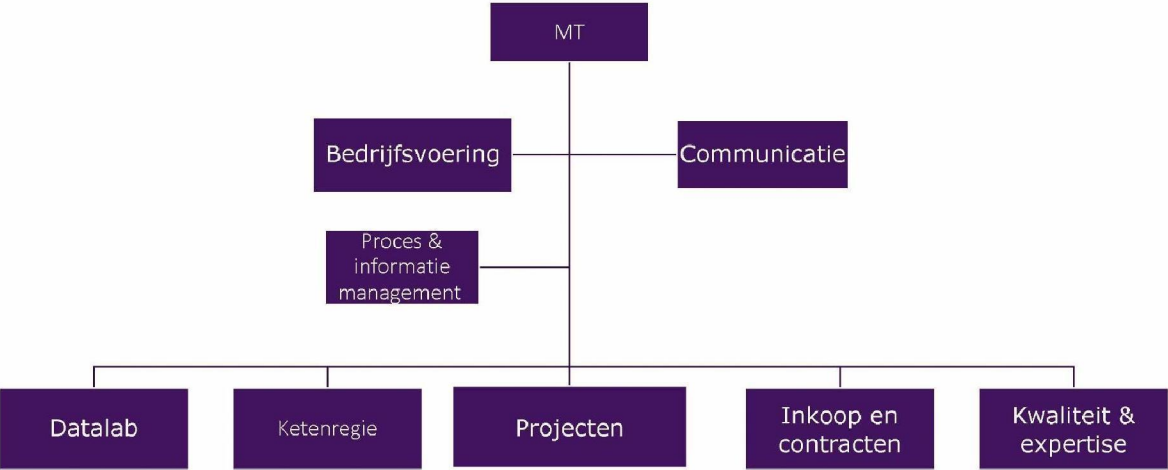 MT
Bedrijfsvoering
Communicatie
Proces &
informatie
management
Datalab
Ketenregie
Projecten
Inkoop en
contracten
Kwaliteit &
expertise